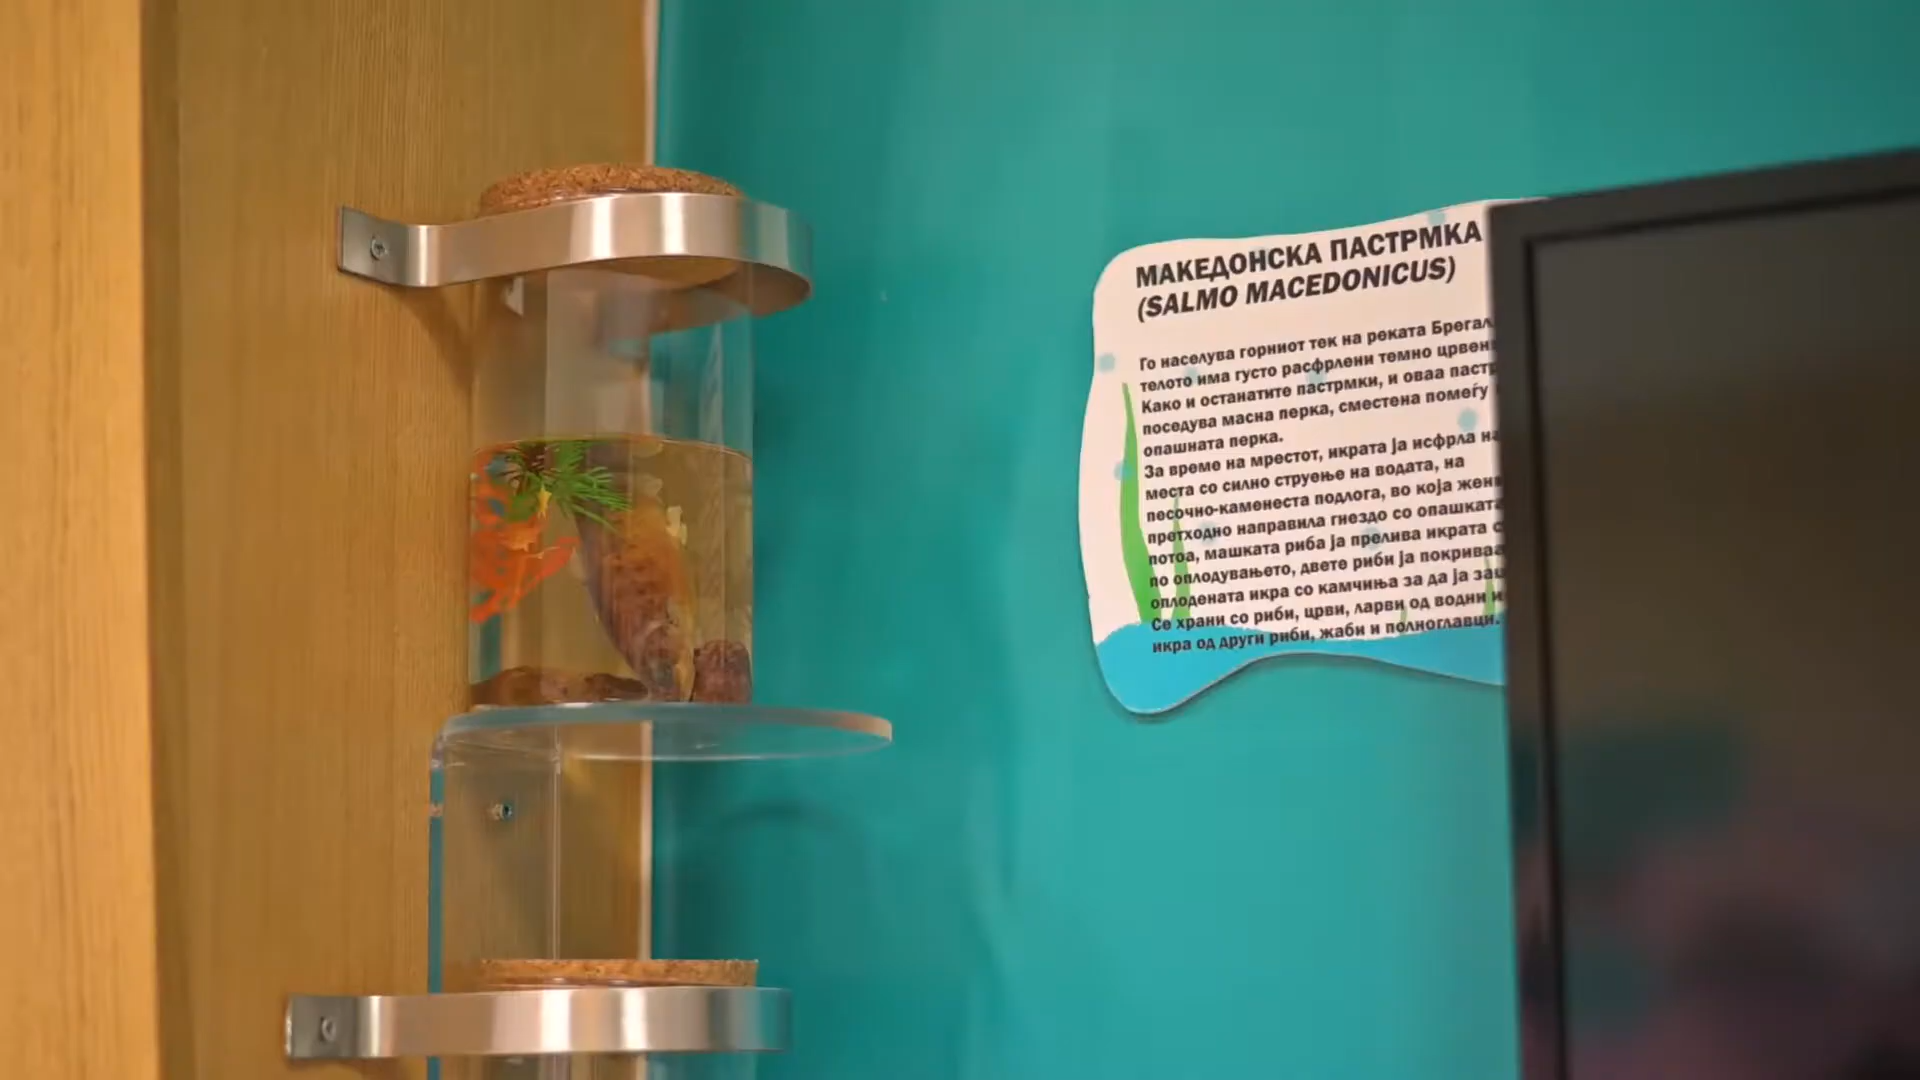 МАКЕДОНСКА ПАСТРМКА
(SALMO MACEDONICUS)
Го населува горниот тек на реката Брегал
телото има густо расфрлени темно црвен
Како и останатите пастрмки, и оваа паст
поседува масна перка, сместена помеѓу
опашната перка.
За време на мрестот, икрата ја исфрла на
места со силно струење на водата, на
песочно-каменеста подлога, во која жен
претходно направила гнездо со опашката
потоа, машката риба ја прелива икрата с
по оплодувањето, двете риби ја покрива
оплодената икра со камчиња за да ја заш
Се храни со риби, црви, ларви од водни и
икра од други риби, жаби и полноглавци.